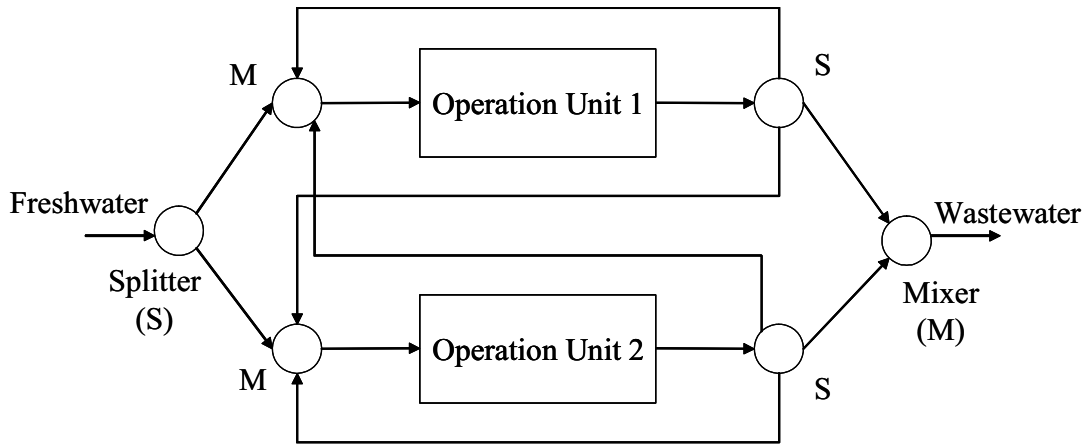 M
S
Operation Unit 1
Freshwater
Wastewater
Splitter
(S)
Mixer
(M)
Operation Unit 2
M
S